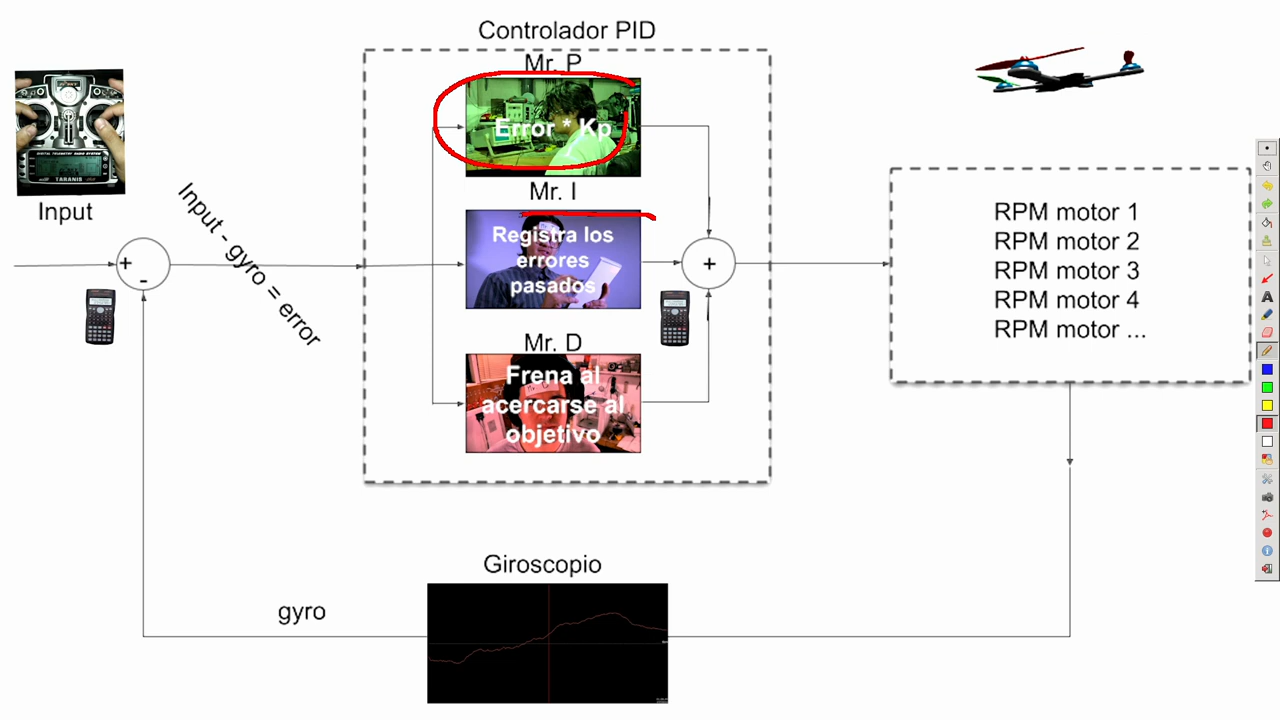 Controlador PID
Mr. P
Error * Kp
TARANIS
Input
Input - gyro = error
Mr. I
Registra los
errores
pasados
+
-
+
RPM motor 1
RPM motor 2
RPM motor 3
RPM motor 4
RPM motor ...
Mr. D
Frena al
acercarse al
objetivo
Giroscopio
gyro
A